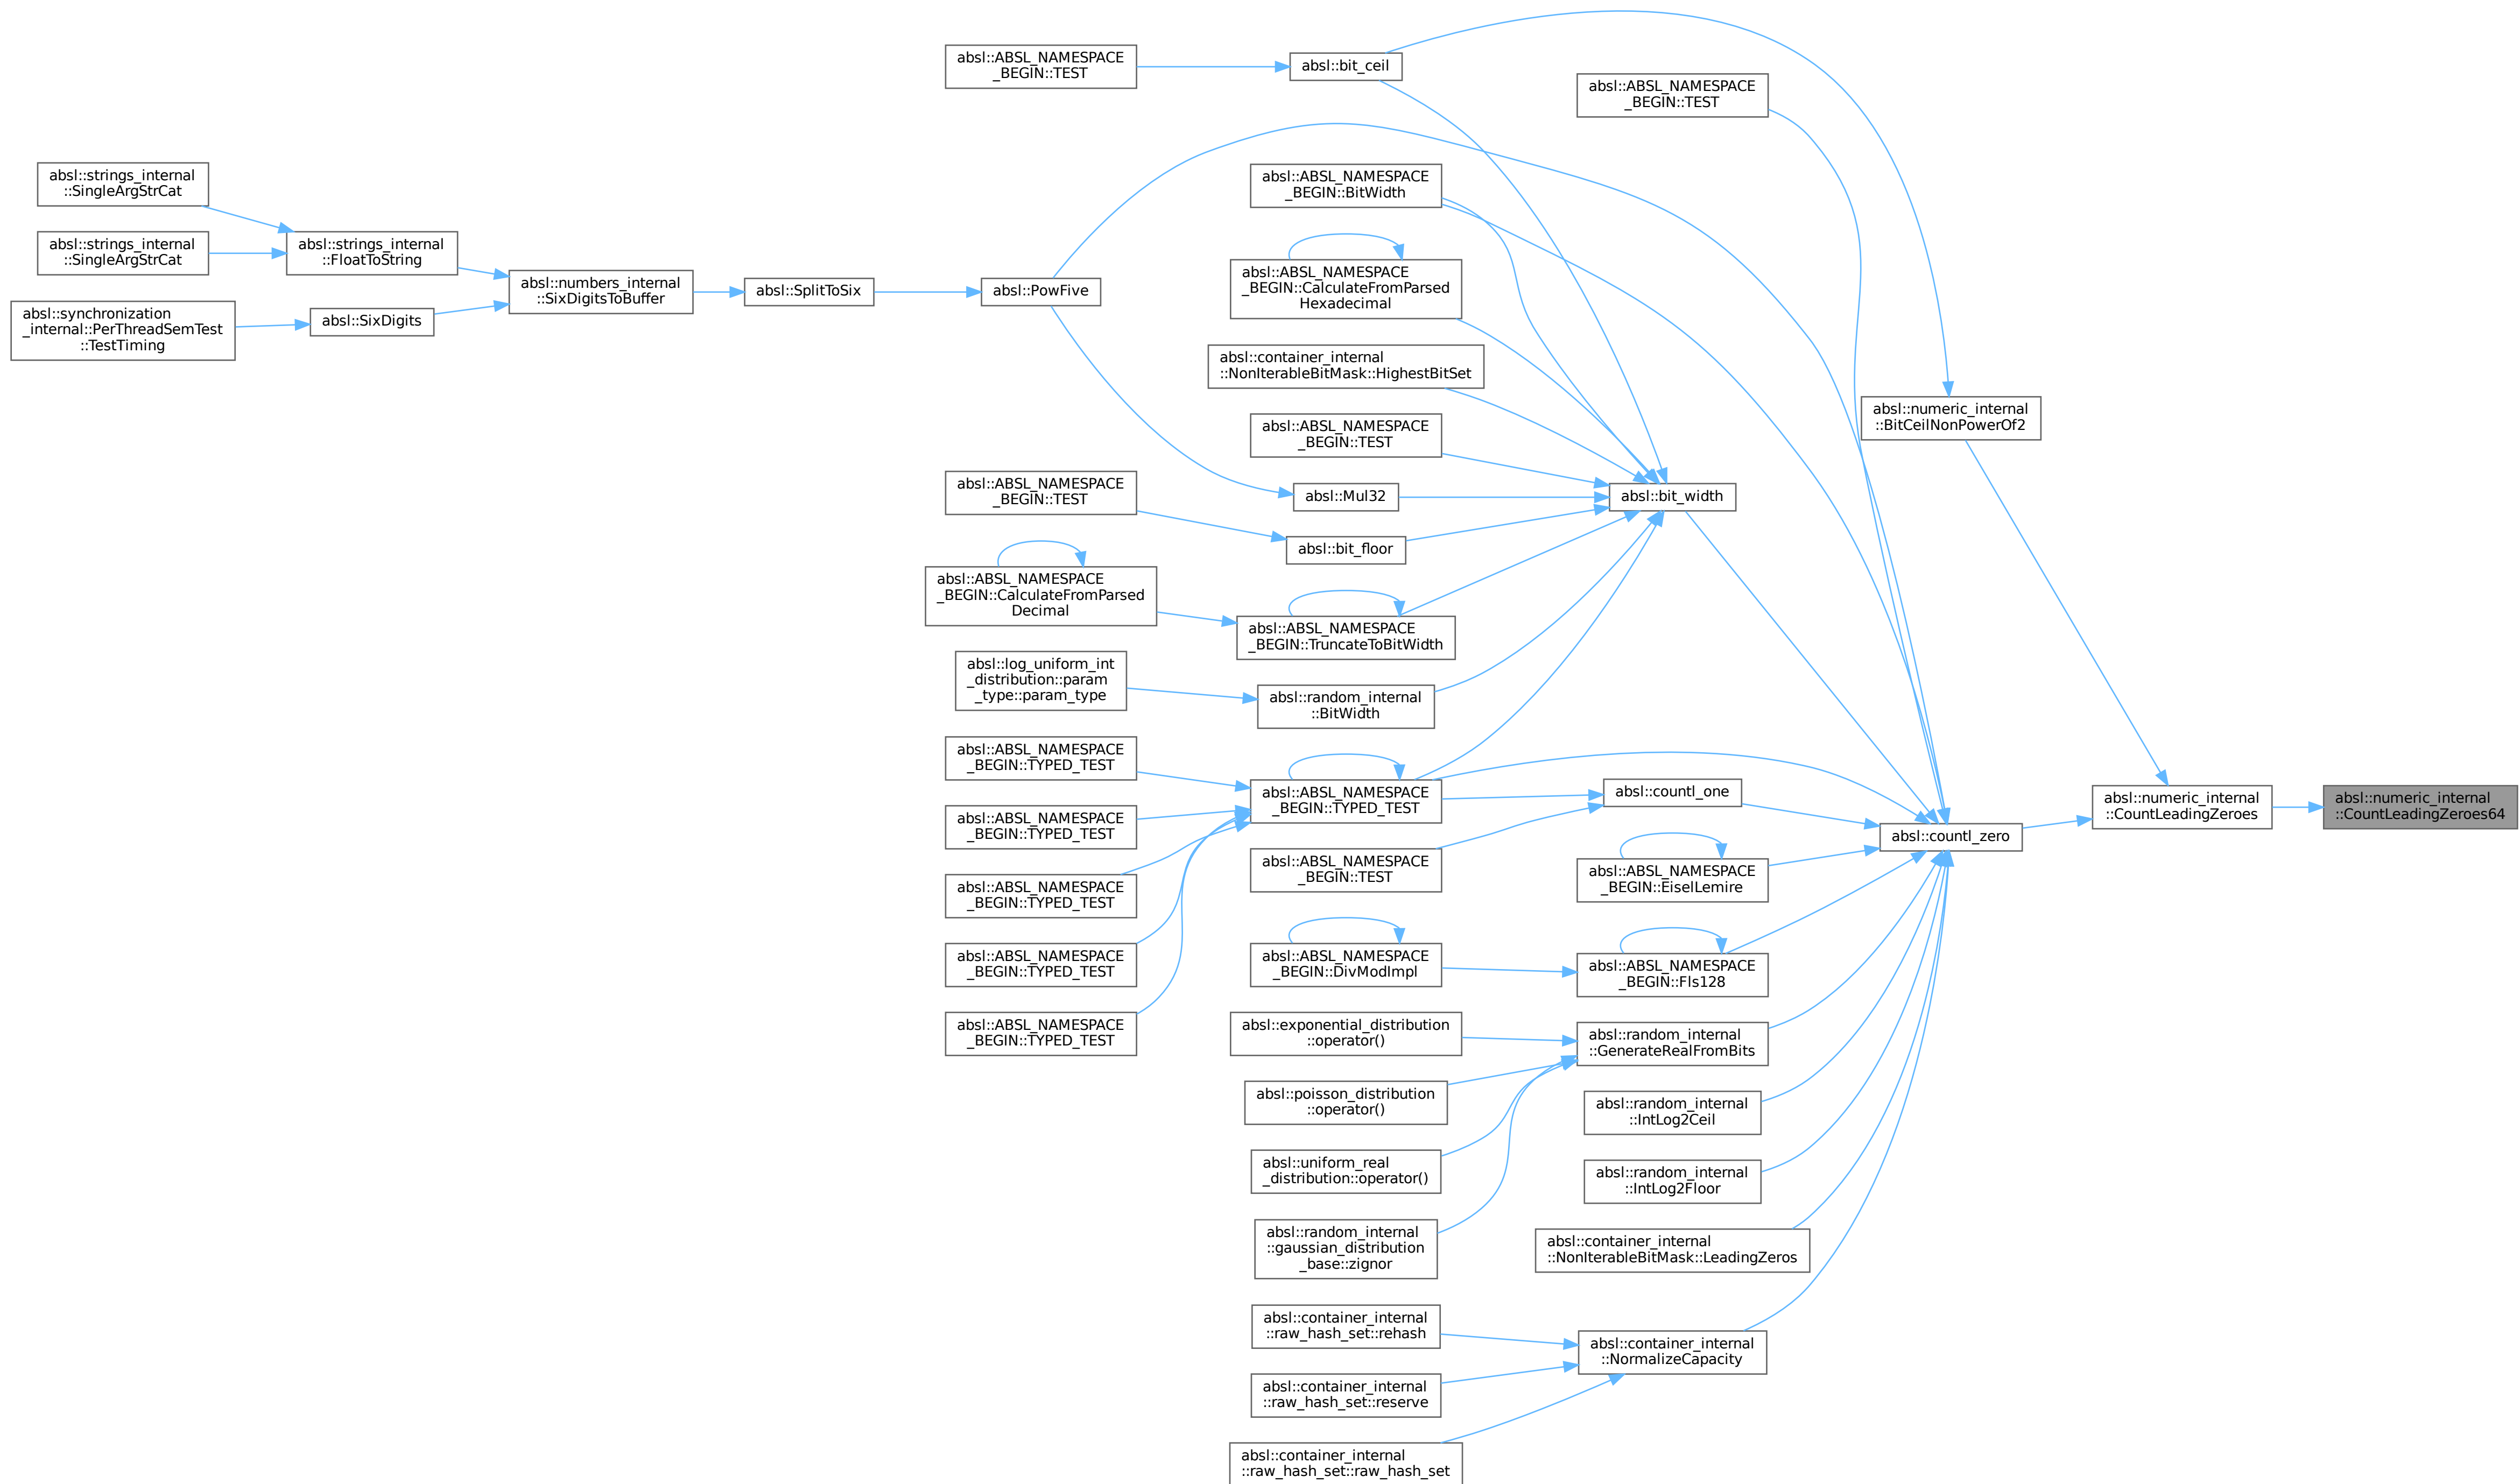 absl::ABSL_NAMESPACE
_BEGIN::TEST
absl::bit_ceil
absl::ABSL_NAMESPACE
_BEGIN::TEST
absl::strings_internal
::SingleArgStrCat
absl::ABSL_NAMESPACE
_BEGIN::BitWidth
absl::strings_internal
::SingleArgStrCat
absl::strings_internal
::FloatToString
absl::ABSL_NAMESPACE
_BEGIN::CalculateFromParsed
Hexadecimal
absl::numbers_internal
::SixDigitsToBuffer
absl::SplitToSix
absl::PowFive
absl::synchronization
_internal::PerThreadSemTest
::TestTiming
absl::SixDigits
absl::container_internal
::NonIterableBitMask::HighestBitSet
absl::numeric_internal
::BitCeilNonPowerOf2
absl::ABSL_NAMESPACE
_BEGIN::TEST
absl::ABSL_NAMESPACE
_BEGIN::TEST
absl::Mul32
absl::bit_width
absl::bit_floor
absl::ABSL_NAMESPACE
_BEGIN::CalculateFromParsed
Decimal
absl::ABSL_NAMESPACE
_BEGIN::TruncateToBitWidth
absl::log_uniform_int
_distribution::param
_type::param_type
absl::random_internal
::BitWidth
absl::ABSL_NAMESPACE
_BEGIN::TYPED_TEST
absl::ABSL_NAMESPACE
_BEGIN::TYPED_TEST
absl::countl_one
absl::numeric_internal
::CountLeadingZeroes
absl::numeric_internal
::CountLeadingZeroes64
absl::ABSL_NAMESPACE
_BEGIN::TYPED_TEST
absl::countl_zero
absl::ABSL_NAMESPACE
_BEGIN::TEST
absl::ABSL_NAMESPACE
_BEGIN::EiselLemire
absl::ABSL_NAMESPACE
_BEGIN::TYPED_TEST
absl::ABSL_NAMESPACE
_BEGIN::TYPED_TEST
absl::ABSL_NAMESPACE
_BEGIN::DivModImpl
absl::ABSL_NAMESPACE
_BEGIN::Fls128
absl::ABSL_NAMESPACE
_BEGIN::TYPED_TEST
absl::exponential_distribution
::operator()
absl::random_internal
::GenerateRealFromBits
absl::poisson_distribution
::operator()
absl::random_internal
::IntLog2Ceil
absl::uniform_real
_distribution::operator()
absl::random_internal
::IntLog2Floor
absl::random_internal
::gaussian_distribution
_base::zignor
absl::container_internal
::NonIterableBitMask::LeadingZeros
absl::container_internal
::raw_hash_set::rehash
absl::container_internal
::NormalizeCapacity
absl::container_internal
::raw_hash_set::reserve
absl::container_internal
::raw_hash_set::raw_hash_set